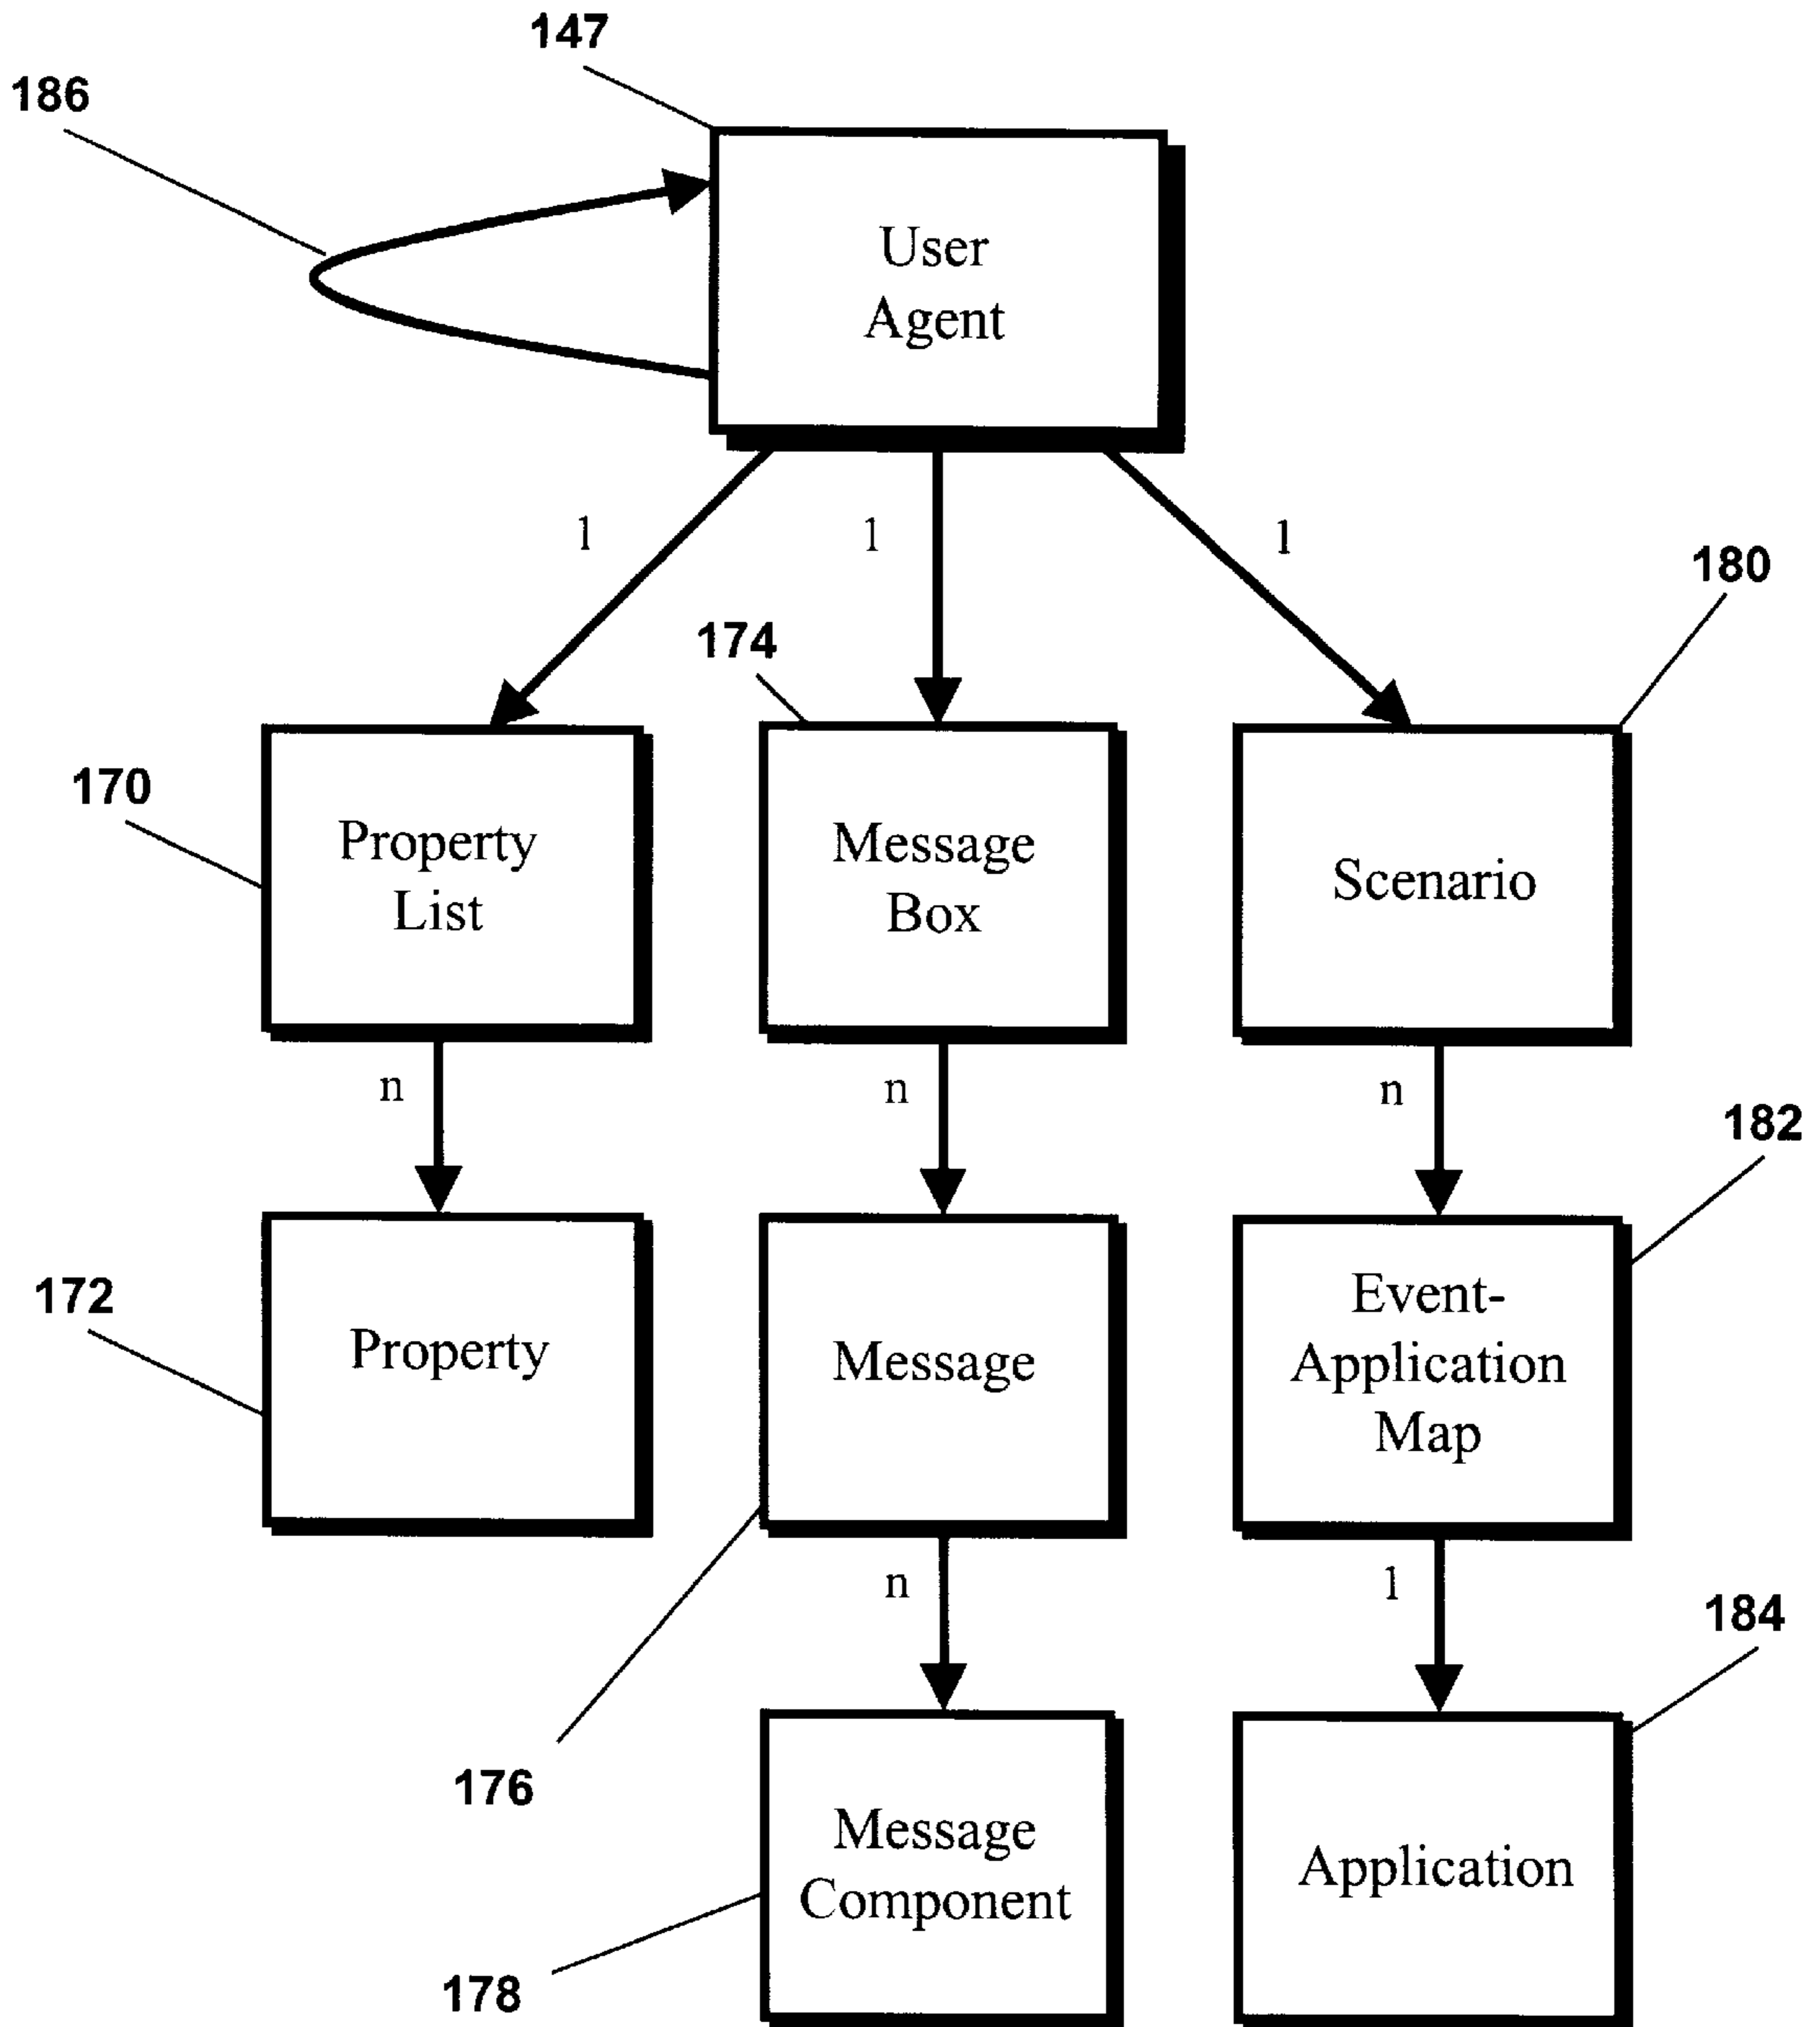 147
186
User
Agent
1
1
1
180
174
170
Property
List
Message
Box
Scenario
n
n
n
182
172
Property
Message
Event-
Application
Map
n
1
184
176
Message
Component
Application
178